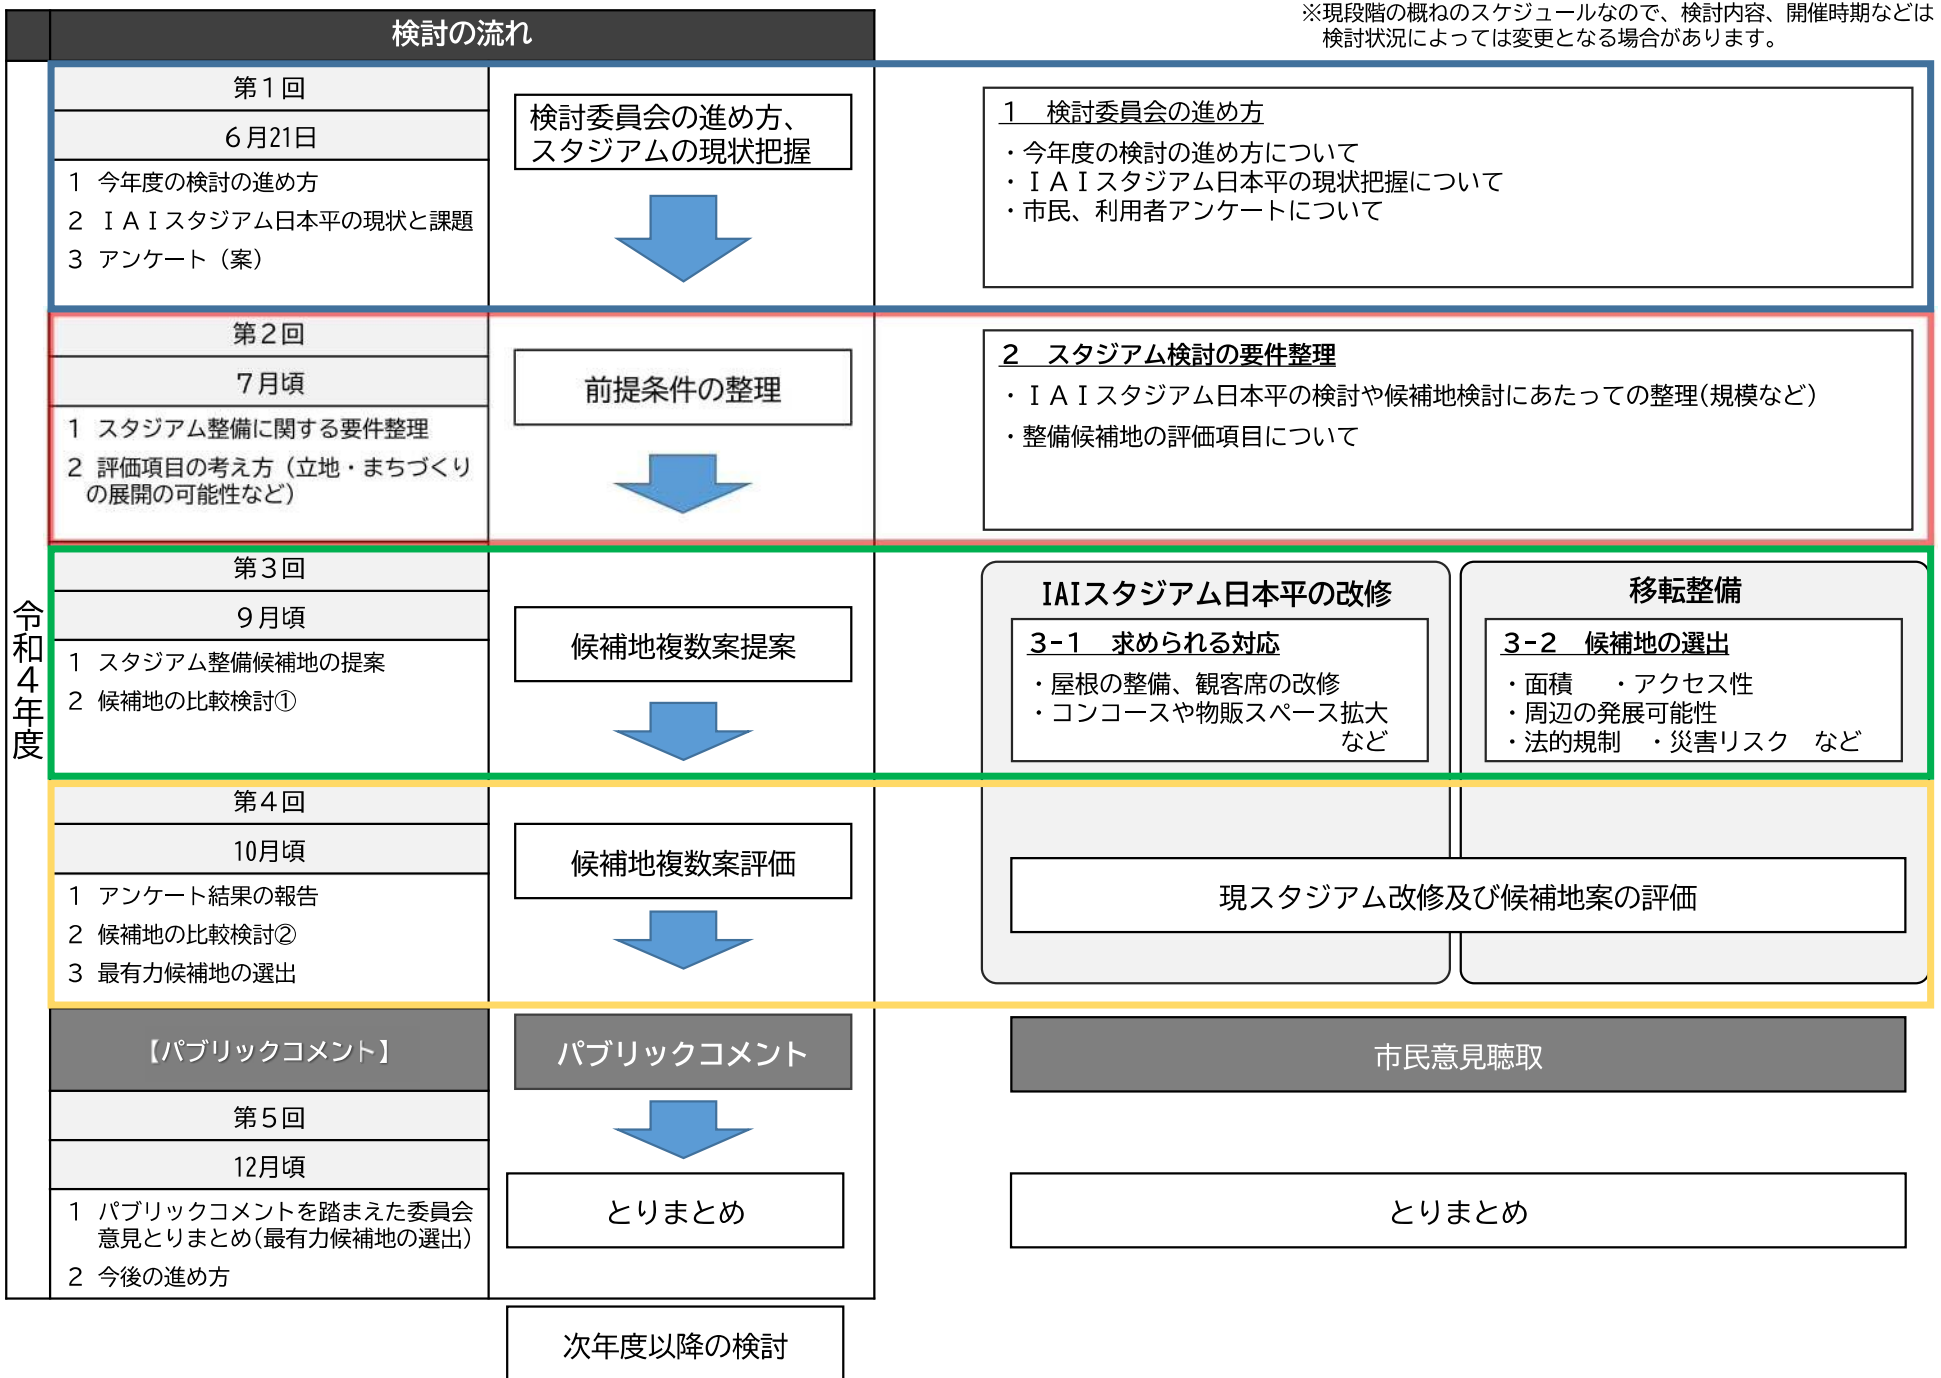 検討の流れ
※現段階の概ねのスケジュールなので、検討内容、開催時期などは
検討状況によっては変更となる場合があります。
令和４年度
第１回
６月21日
1 今年度の検討の進め方
2 ＩＡＩスタジアム日本平の現状と課題
3 アンケート（案）
検討委員会の進め方、
スタジアムの現状把握
1　検討委員会の進め方
・今年度の検討の進め方について
・ＩＡＩスタジアム日本平の現状把握について
・市民、利用者アンケートについて
第２回
７月頃
1 スタジアム整備に関する要件整理
2 評価項目の考え方（立地・まちづくり
の展開の可能性など）
前提条件の整理
2　スタジアム検討の要件整理
・ＩＡＩスタジアム日本平の検討や候補地検討にあたっての整理(規模など）
・整備候補地の評価項目について
第３回
９月頃
1 スタジアム整備候補地の提案
2 候補地の比較検討①
候補地複数案提案
IAIスタジアム日本平の改修
3-1　求められる対応
・屋根の整備、観客席の改修
・コンコースや物販スペース拡大
など
移転整備
3-2　候補地の選出
・面積　・アクセス性
・周辺の発展可能性
・法的規制　・災害リスク　など
第４回
10月頃
1 アンケート結果の報告
2 候補地の比較検討②
3 最有力候補地の選出
候補地複数案評価
現スタジアム改修及び候補地案の評価
【パブリックコメント】
パブリックコメント
市民意見聴取
第５回
12月頃
1 パブリックコメントを踏まえた委員会
意見とりまとめ(最有力候補地の選出）
2 今後の進め方
とりまとめ
とりまとめ
次年度以降の検討